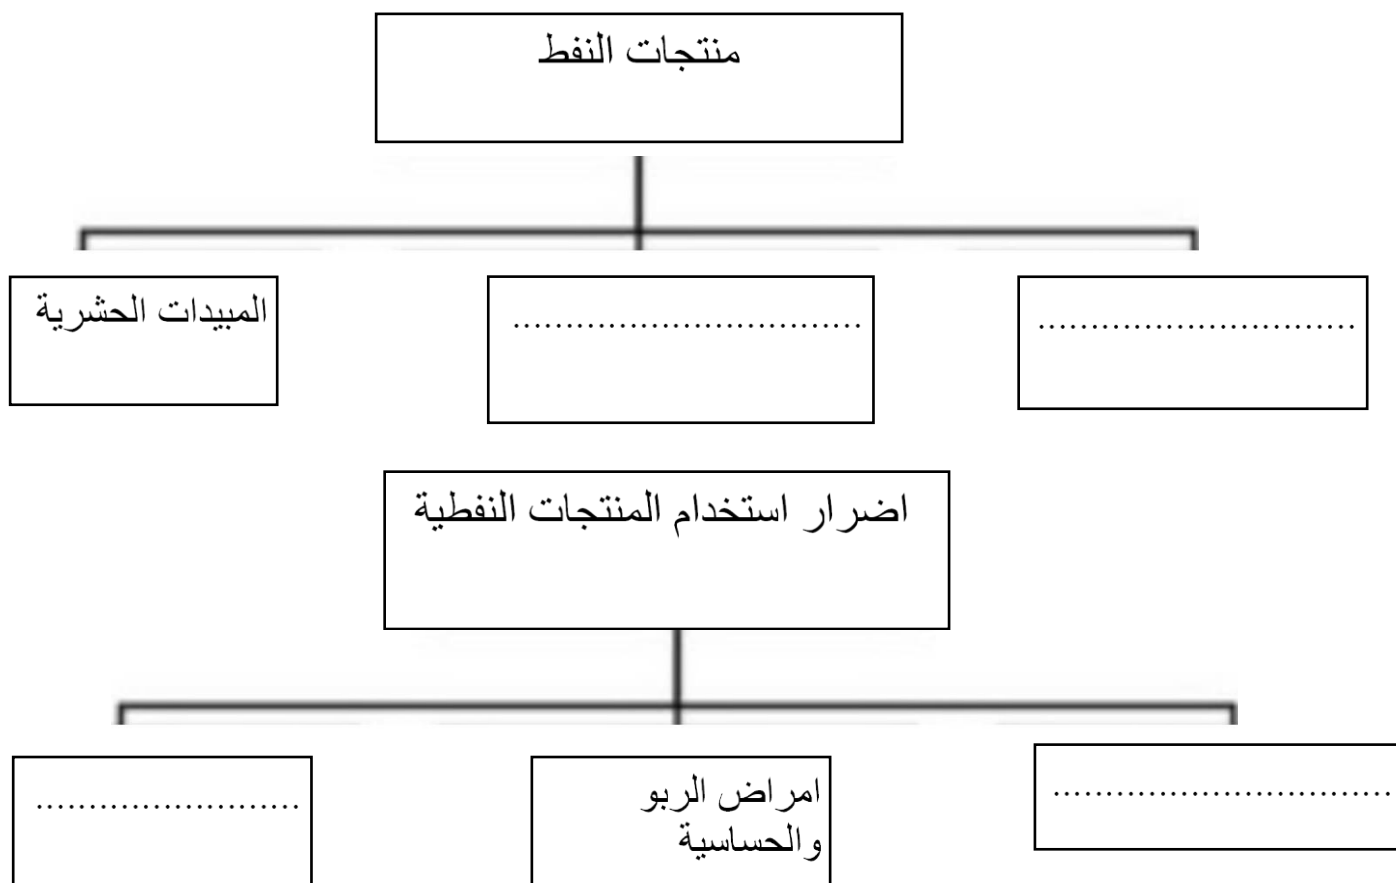 منتجات النفط
............................... ................................. المبيدات الحشرية
اضرار استخدام المنتجات النفطية
................................ امراض الربو .........................
والحساسية